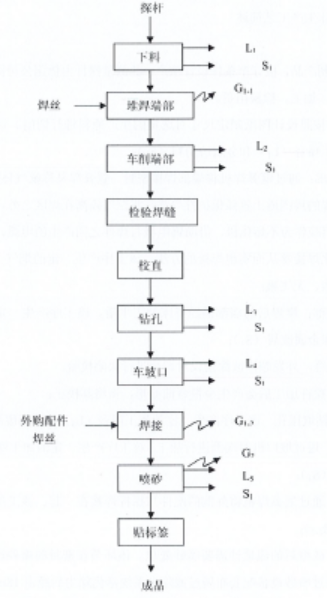 探杆
下料
L₁
S₁
焊丝
堆焊端部
G₁₋₁
车削端部
L₂
S₁
检验焊缝
校直
钻孔
L₃
S₁
车坡口
L₄
S₁
外购配件
焊丝
焊接
G₁₋₂
G₂
喷砂
L₅
S₁
贴标签
成品